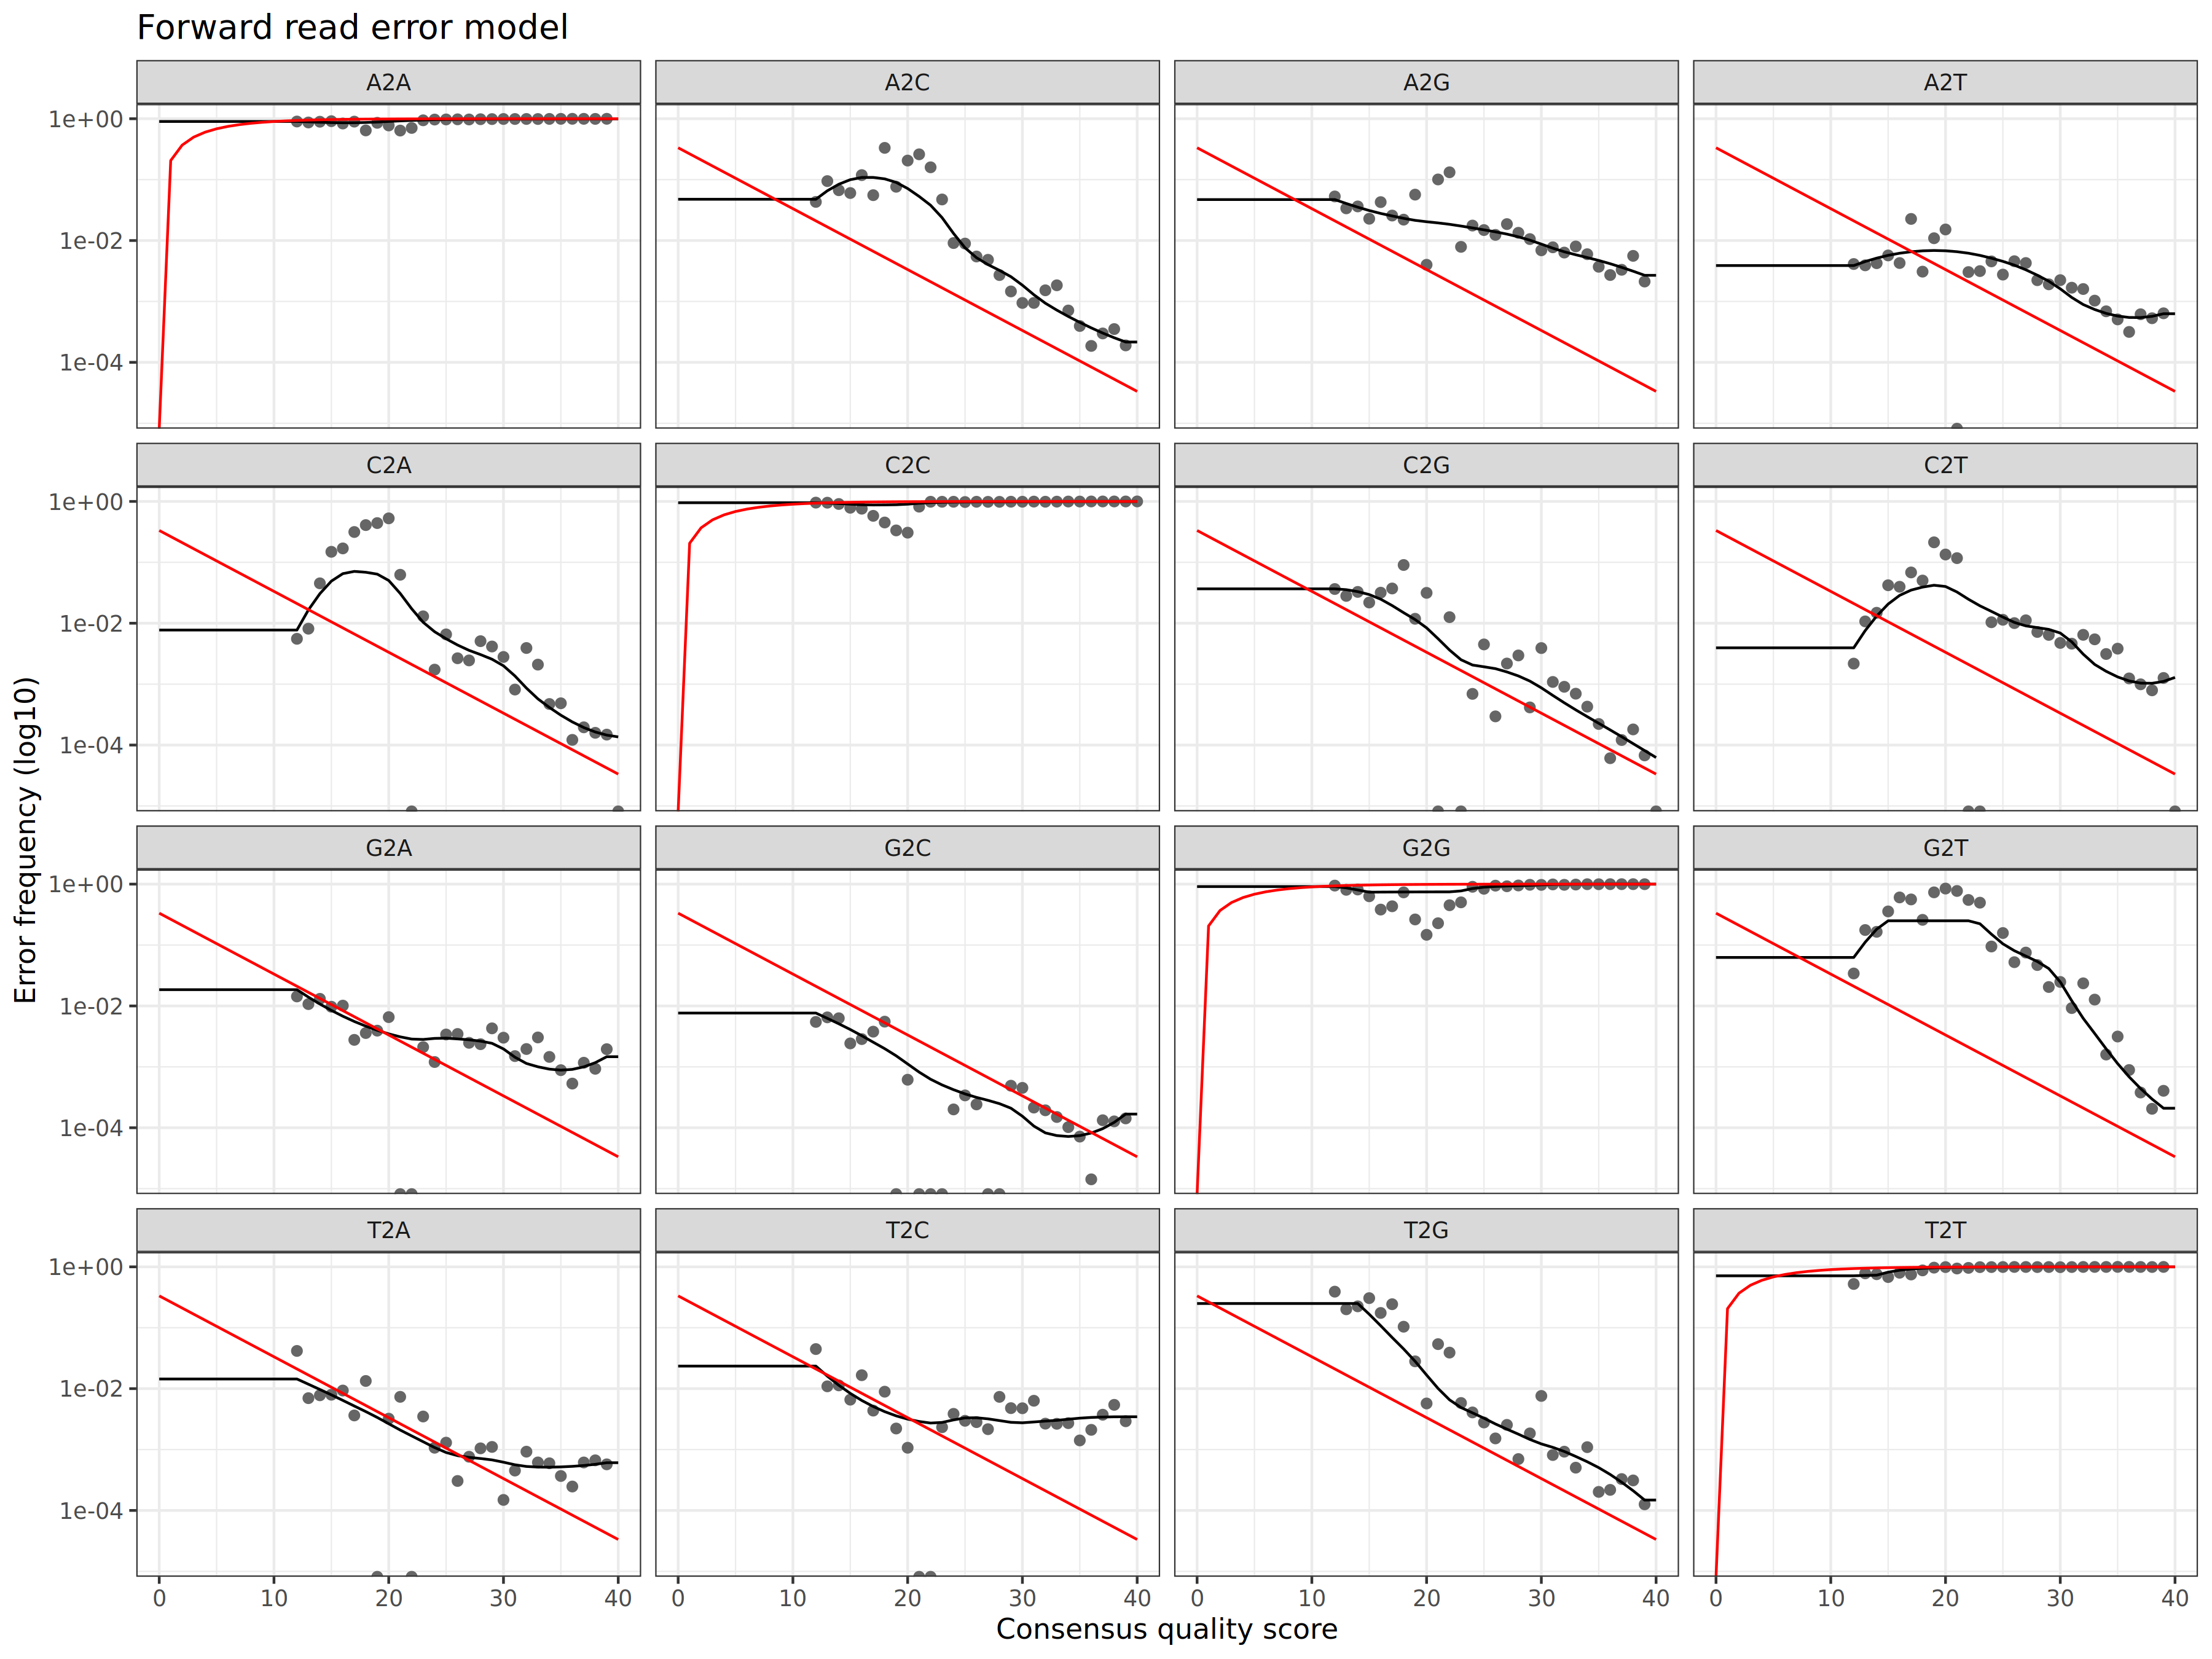 Forward read error model
A2A A2C A2G A2T
1e+00
1e-02
1e-04
C2A C2C C2G C2T
1e+00
1e-02
1e-04
G2A G2C G2G G2T
1e+00
1e-02
1e-04
T2A T2C T2G T2T
1e+00
1e-02
1e-04
Error frequency (log10)
0 10 20 30 40 0 10 20 30 40 0 10 20 30 40 0 10 20 30 40
Consensus quality score